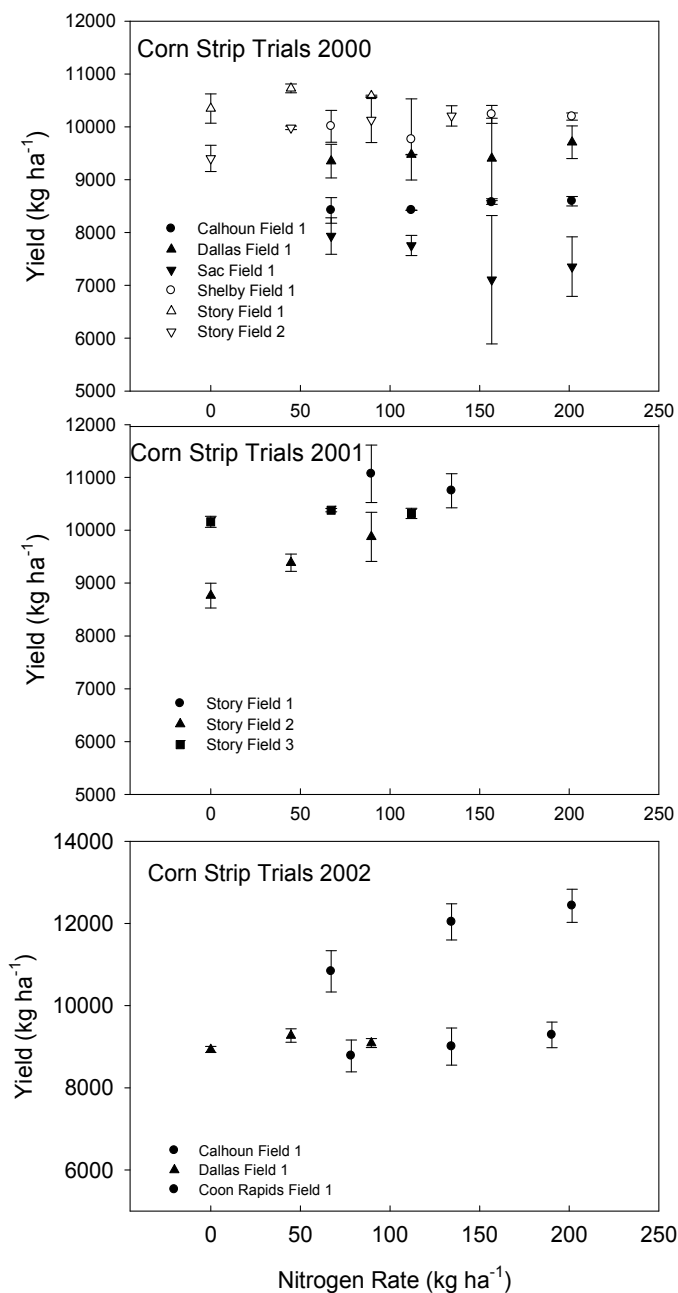 Corn Strip Trials 2000
12000
11000
10000
9000
8000
7000
6000
5000
Yield (kg ha⁻¹)
Calhoun Field 1
Dallas Field 1
Sac Field 1
Shelby Field 1
Story Field 1
Story Field 2
0 50 100 150 200 250
Corn Strip Trials 2001
12000
11000
10000
9000
8000
7000
6000
5000
Yield (kg ha⁻¹)
Story Field 1
Story Field 2
Story Field 3
0 50 100 150 200 250
Corn Strip Trials 2002
14000
12000
10000
8000
6000
Yield (kg ha⁻¹)
Calhoun Field 1
Dallas Field 1
Coon Rapids Field 1
0 50 100 150 200 250
Nitrogen Rate (kg ha⁻¹)